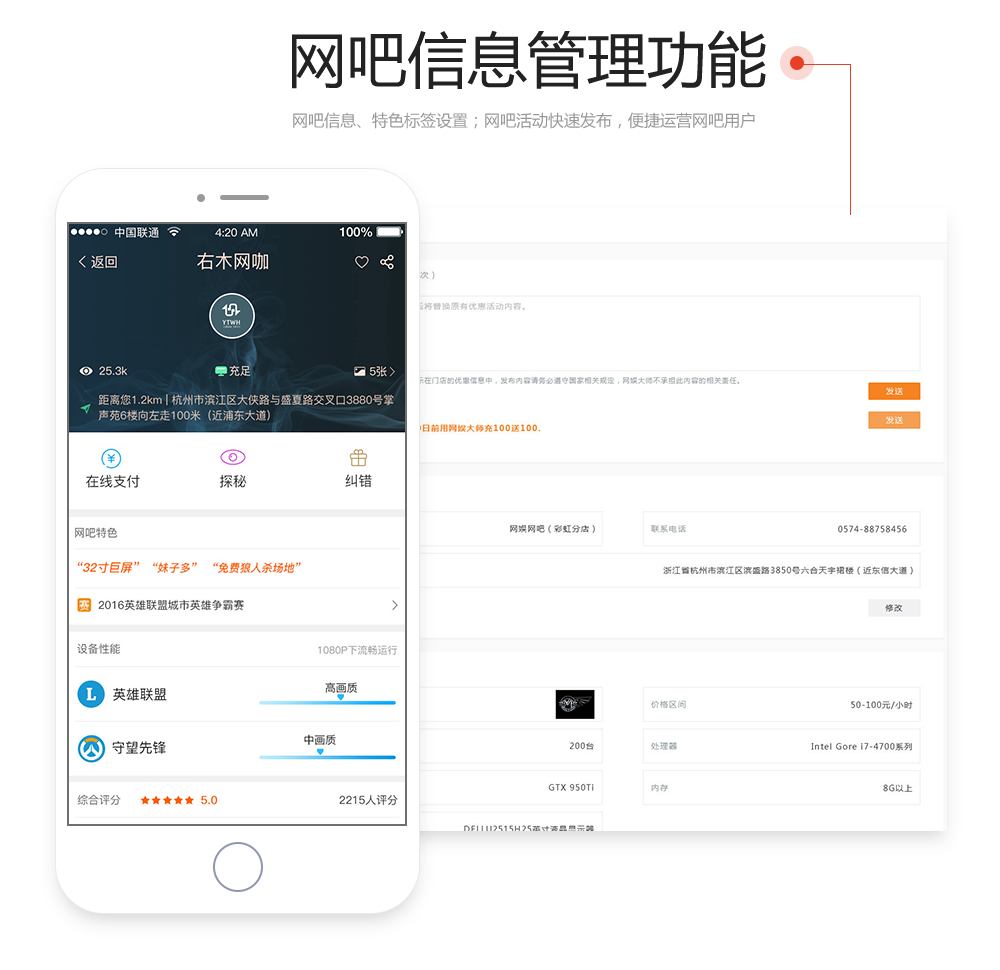 网吧信息管理功能
网吧信息、特色标签设置；网吧活动快速发布，便捷运营网吧用户
中国联通
4:20 AM
100%
返回
右木网咖
YTWH
25.3k
充足
5张
距离您1.2km | 杭州市滨江区大侠路与盛夏路交叉口3880号掌
声苑6楼向左走100米（近浦东大道）
在线支付
探秘
纠错
网吧特色
“32寸巨屏”
“妹子多”
“免费狼人杀场地”
赛
2016英雄联盟城市英雄争霸赛
设备性能
1080P下流畅运行
L
英雄联盟
高画质
守望先锋
中画质
综合评分
5.0
2215人评分
次）
后将替换原有优惠活动内容。
示在门店的优惠信息中，发布内容请务必遵守国家相关规定，网娱大师不承担此内容的相关责任。
发送
日前用网娱大师充100送100.
发送
网娱网吧（彩虹分店）
联系电话
0574-88758456
浙江省杭州市滨江区滨盛路3850号六合天宇裙楼（近东信大道）
修改
价格区间
50-100元/小时
200台
处理器
Intel Gore i7-4700系列
GTX 950Ti
内存
8G以上
DELLU2515H25英寸液晶显示器